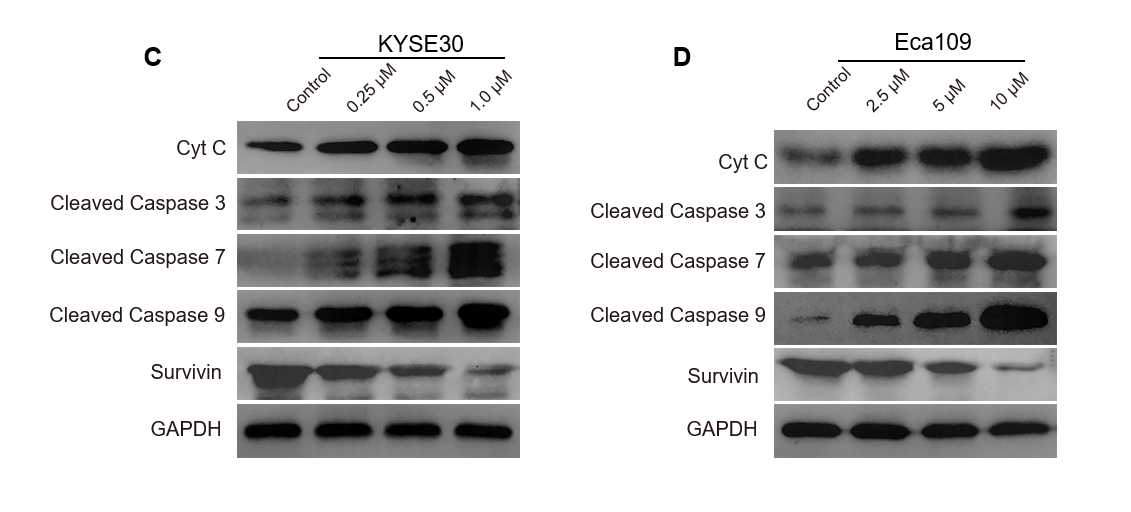 C
KYSE30
Control 0.25 μM 0.5 μM 1.0 μM
Cyt C
Cleaved Caspase 3
Cleaved Caspase 7
Cleaved Caspase 9
Survivin
GAPDH
D
Eca109
Control 2.5 μM 5 μM 10 μM
Cyt C
Cleaved Caspase 3
Cleaved Caspase 7
Cleaved Caspase 9
Survivin
GAPDH